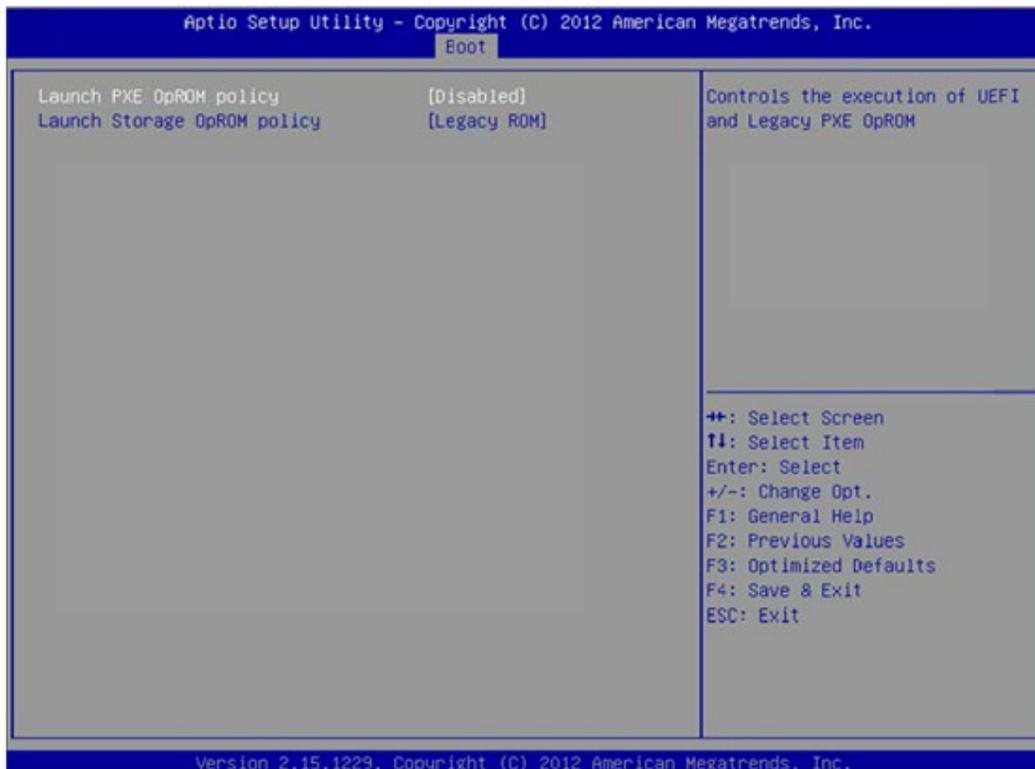 Aptio Setup Utility – Copyright (C) 2012 American Megatrends, Inc.
Boot
Launch PXE OpROM policy [Disabled]
Launch Storage OpROM policy [Legacy ROM]
Controls the execution of UEFI
and Legacy PXE OpROM
→←: Select Screen
↑↓: Select Item
Enter: Select
+/-: Change Opt.
F1: General Help
F2: Previous Values
F3: Optimized Defaults
F4: Save & Exit
ESC: Exit
Version 2.15.1229. Copyright (C) 2012 American Megatrends, Inc.